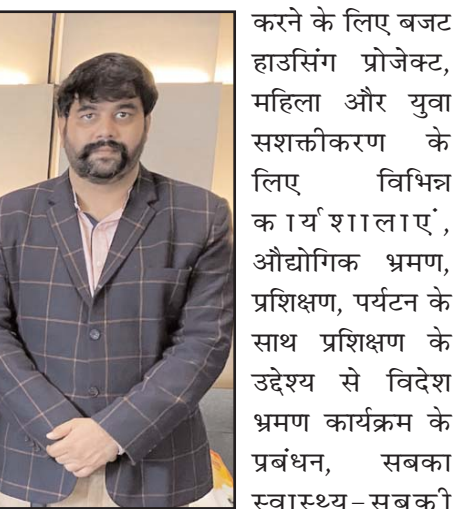 करने के लिए बजट
हाउसिंग प्रोजेक्ट,
महिला और युवा
सशक्तीकरण के
लिए विभिन्न
कार्यशालाएं,
औद्योगिक भ्रमण,
प्रशिक्षण, पर्यटन के
साथ प्रशिक्षण के
उद्देश्य से विदेश
भ्रमण कार्यक्रम के
प्रबंधन, सबका
स्वास्थ्य-सबकी